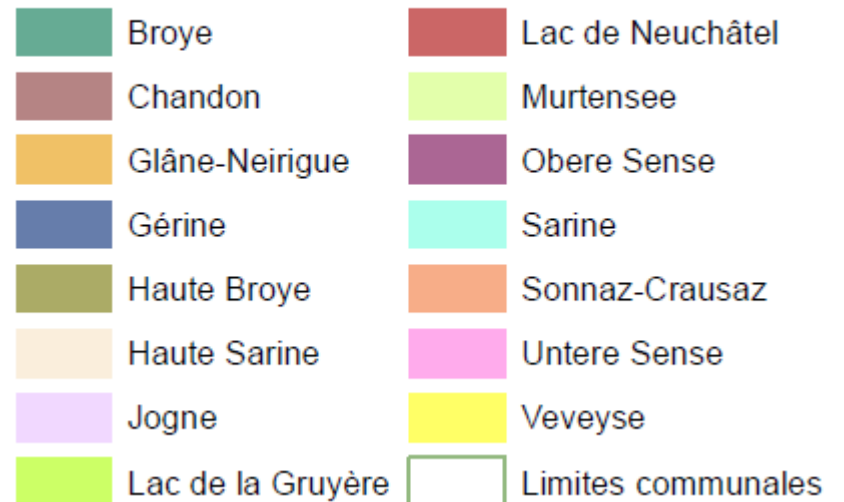 Broye
Chandon
Glâne-Neirigue
Gérine
Haute Broye
Haute Sarine
Jogne
Lac de la Gruyère
Lac de Neuchâtel
Murtensee
Obere Sense
Sarine
Sonnaz-Crausaz
Untere Sense
Veveyse
Limites communales